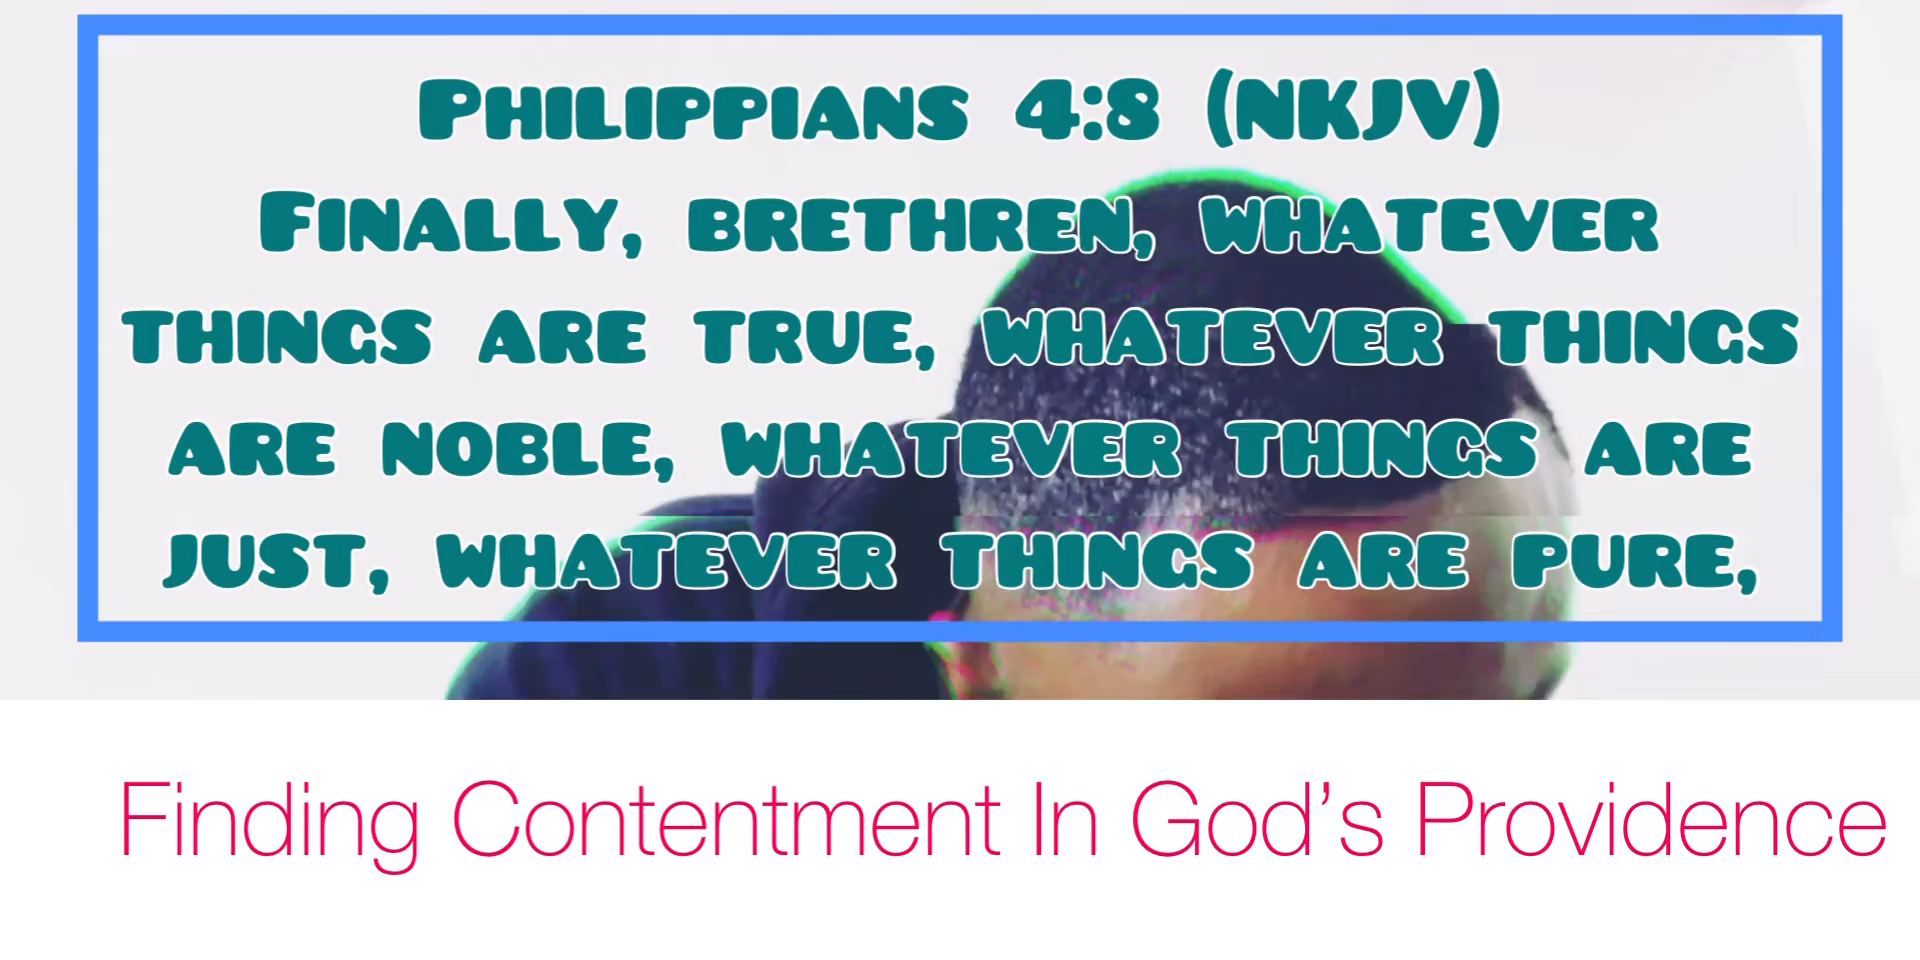 Philippians 4:8 (NKJV)
Finally, brethren, whatever
things are true, whatever things
are noble, whatever things are
just, whatever things are pure,
Finding Contentment In God’s Providence